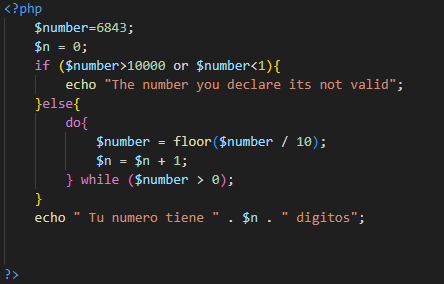 <?php
$number=6843;
$n = 0;
if ($number>10000 or $number<1){
echo "The number you declare its not valid";
}else{
do{
$number = floor($number / 10);
$n = $n + 1;
} while ($number > 0);
}
echo " Tu numero tiene " . $n . " digitos";
?>